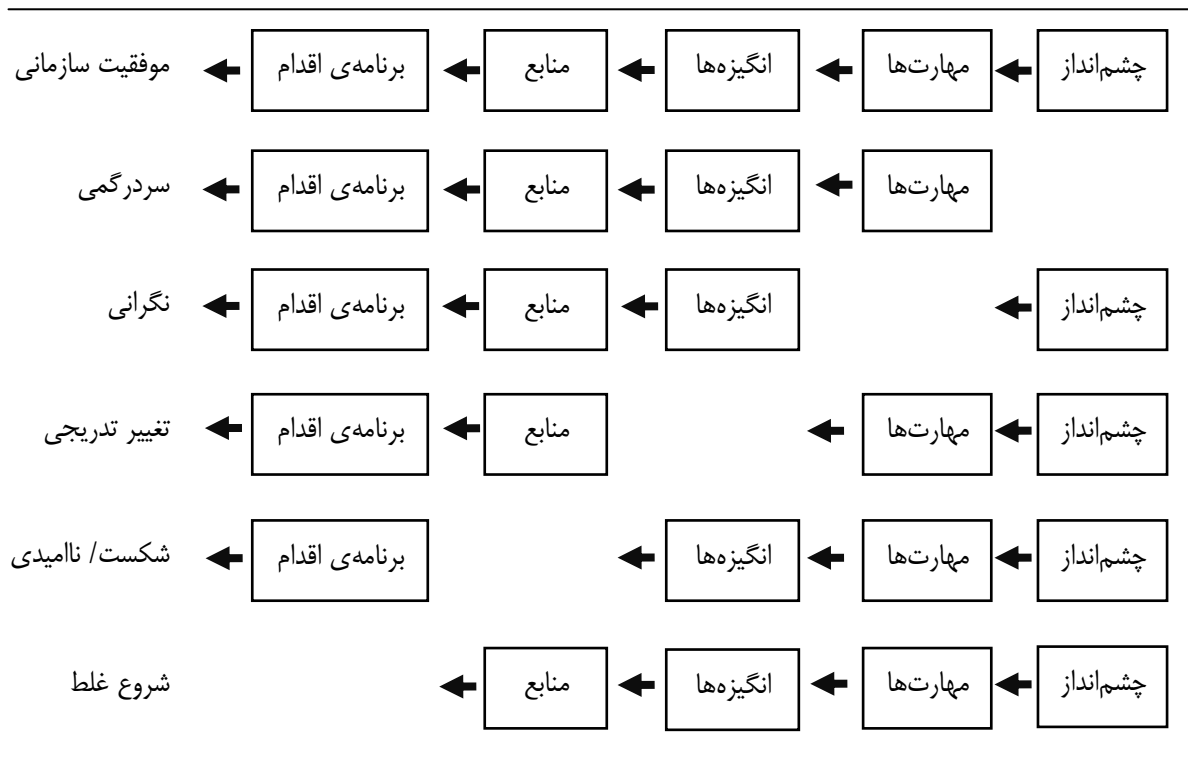 چشم‌انداز مهارت‌ها انگیزه‌ها منابع برنامه‌ی اقدام موفقیت سازمانی
مهارت‌ها انگیزه‌ها منابع برنامه‌ی اقدام سردرگمی
چشم‌انداز انگیزه‌ها منابع برنامه‌ی اقدام نگرانی
چشم‌انداز مهارت‌ها منابع برنامه‌ی اقدام تغییر تدریجی
چشم‌انداز مهارت‌ها انگیزه‌ها برنامه‌ی اقدام شکست/ ناامیدی
چشم‌انداز مهارت‌ها انگیزه‌ها منابع شروع غلط